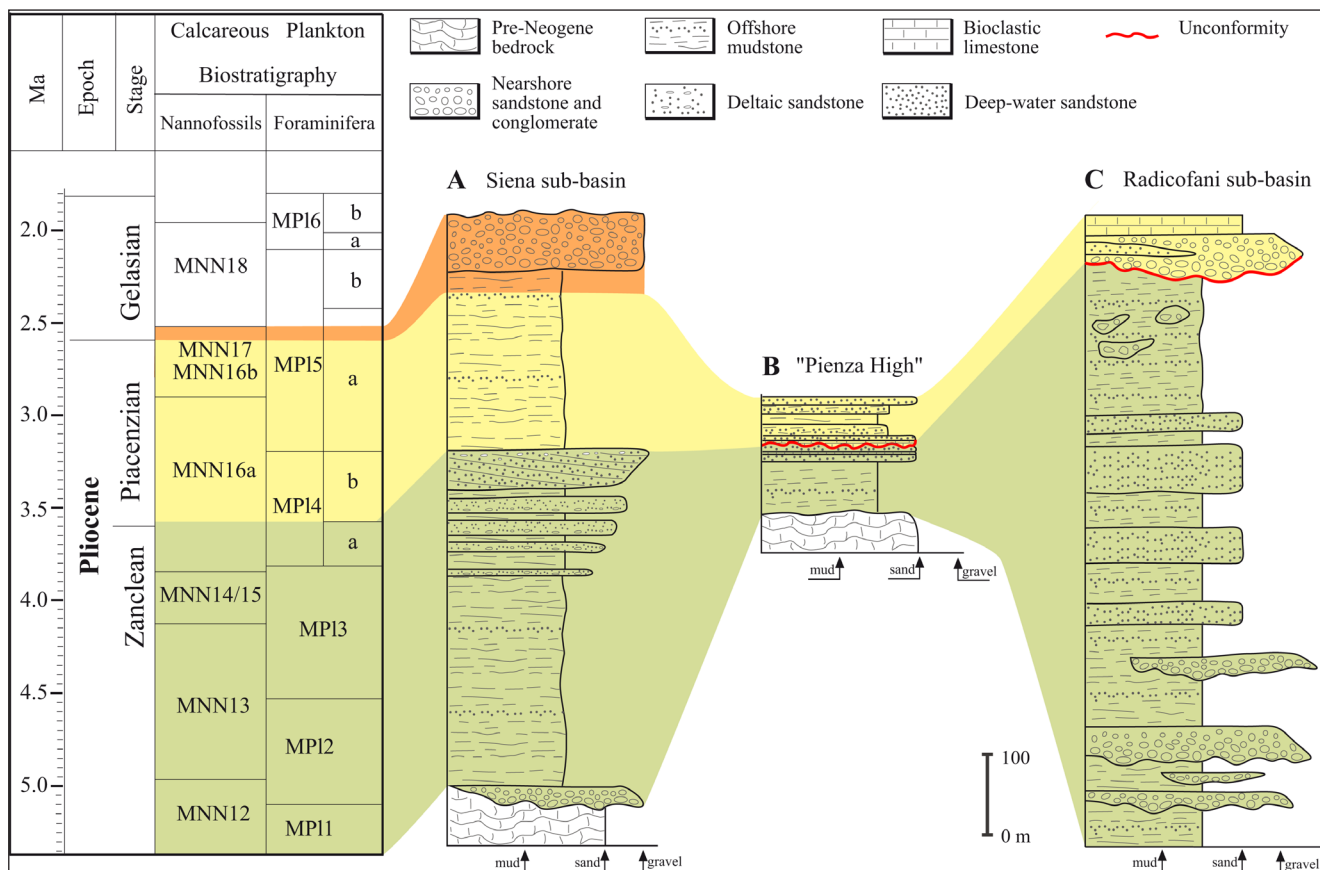 Ma
Epoch
Stage
Calcareous Plankton
Biostratigraphy
Nannofossils
Foraminifera
Pre-Neogene
bedrock
Offshore
mudstone
Bioclastic
limestone
Unconformity
Nearshore
sandstone and
conglomerate
Deltaic sandstone
Deep-water sandstone
2.0
2.5
3.0
3.5
4.0
4.5
5.0
Pliocene
Gelasian
Piacenzian
Zanclean
MNN18
MNN17
MNN16b
MNN16a
MNN14/15
MNN13
MNN12
MPl6
b
a
b
MPl5
a
MPl4
b
a
MPl3
MPl2
MPl1
A Siena sub-basin
mud
sand
gravel
B "Pienza High"
mud
sand
gravel
100
0 m
C Radicofani sub-basin
mud
sand
gravel